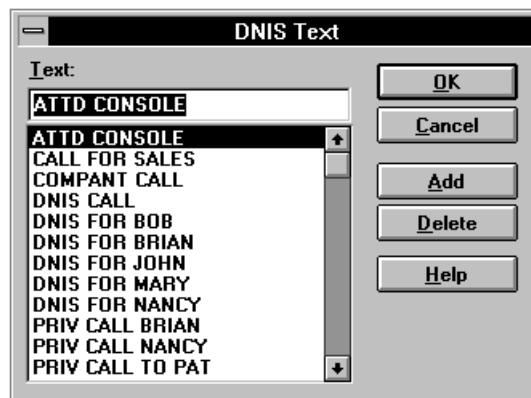 DNIS Text
Text:
ATTD CONSOLE
ATTD CONSOLE
CALL FOR SALES
COMPANT CALL
DNIS CALL
DNIS FOR BOB
DNIS FOR BRIAN
DNIS FOR JOHN
DNIS FOR MARY
DNIS FOR NANCY
PRIV CALL BRIAN
PRIV CALL NANCY
PRIV CALL TO PAT
OK
Cancel
Add
Delete
Help